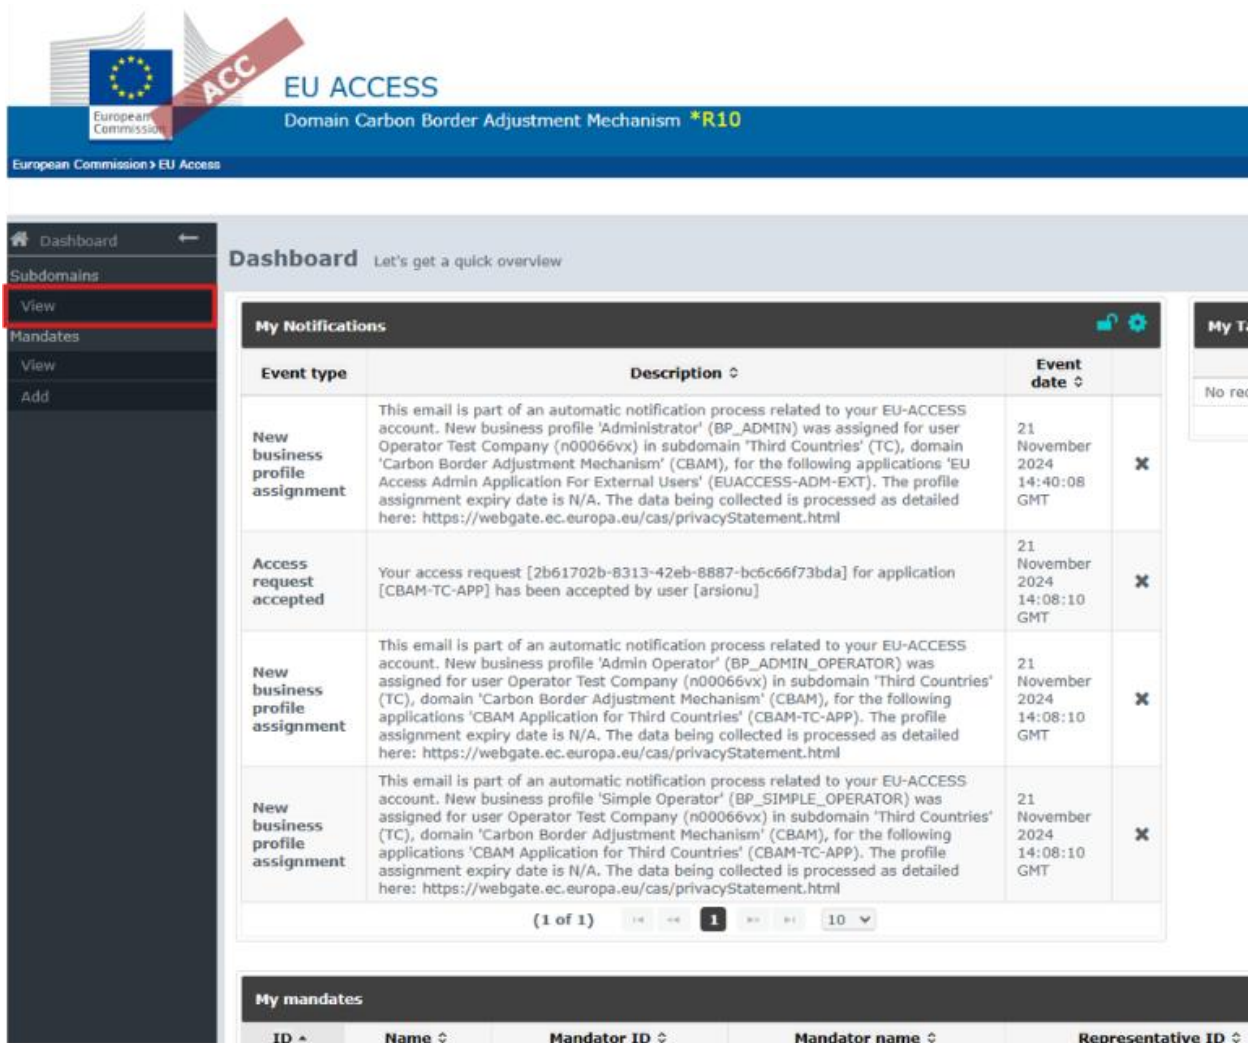 ACC
European
Commission
EU ACCESS
Domain Carbon Border Adjustment Mechanism *R10
European Commission > EU Access
Dashboard
Subdomains
View
Mandates
View
Add
Dashboard Let's get a quick overview
My Notifications
Event type Description Event date
New business profile assignment
This email is part of an automatic notification process related to your EU-ACCESS
account. New business profile 'Administrator' (BP_ADMIN) was assigned for user
Operator Test Company (n00066vx) in subdomain 'Third Countries' (TC), domain
'Carbon Border Adjustment Mechanism' (CBAM), for the following applications 'EU
Access Admin Application For External Users' (EUACCESS-ADM-EXT). The profile
assignment expiry date is N/A. The data being collected is processed as detailed
here: https://webgate.ec.europa.eu/cas/privacyStatement.html
21
November
2024
14:40:08
GMT
Access
request
accepted
Your access request [2b61702b-8313-42eb-8887-bc6c66f73bda] for application
[CBAM-TC-APP] has been accepted by user [arsionu]
21
November
2024
14:08:10
GMT
New
business
profile
assignment
This email is part of an automatic notification process related to your EU-ACCESS
account. New business profile 'Admin Operator' (BP_ADMIN_OPERATOR) was
assigned for user Operator Test Company (n00066vx) in subdomain 'Third Countries'
(TC), domain 'Carbon Border Adjustment Mechanism' (CBAM), for the following
applications 'CBAM Application for Third Countries' (CBAM-TC-APP). The profile
assignment expiry date is N/A. The data being collected is processed as detailed
here: https://webgate.ec.europa.eu/cas/privacyStatement.html
21
November
2024
14:08:10
GMT
New
business
profile
assignment
This email is part of an automatic notification process related to your EU-ACCESS
account. New business profile 'Simple Operator' (BP_SIMPLE_OPERATOR) was
assigned for user Operator Test Company (n00066vx) in subdomain 'Third Countries'
(TC), domain 'Carbon Border Adjustment Mechanism' (CBAM), for the following
applications 'CBAM Application for Third Countries' (CBAM-TC-APP). The profile
assignment expiry date is N/A. The data being collected is processed as detailed
here: https://webgate.ec.europa.eu/cas/privacyStatement.html
21
November
2024
14:08:10
GMT
(1 of 1) 1 10
My
No
My mandates
ID Name Mandator ID Mandator name Representative ID